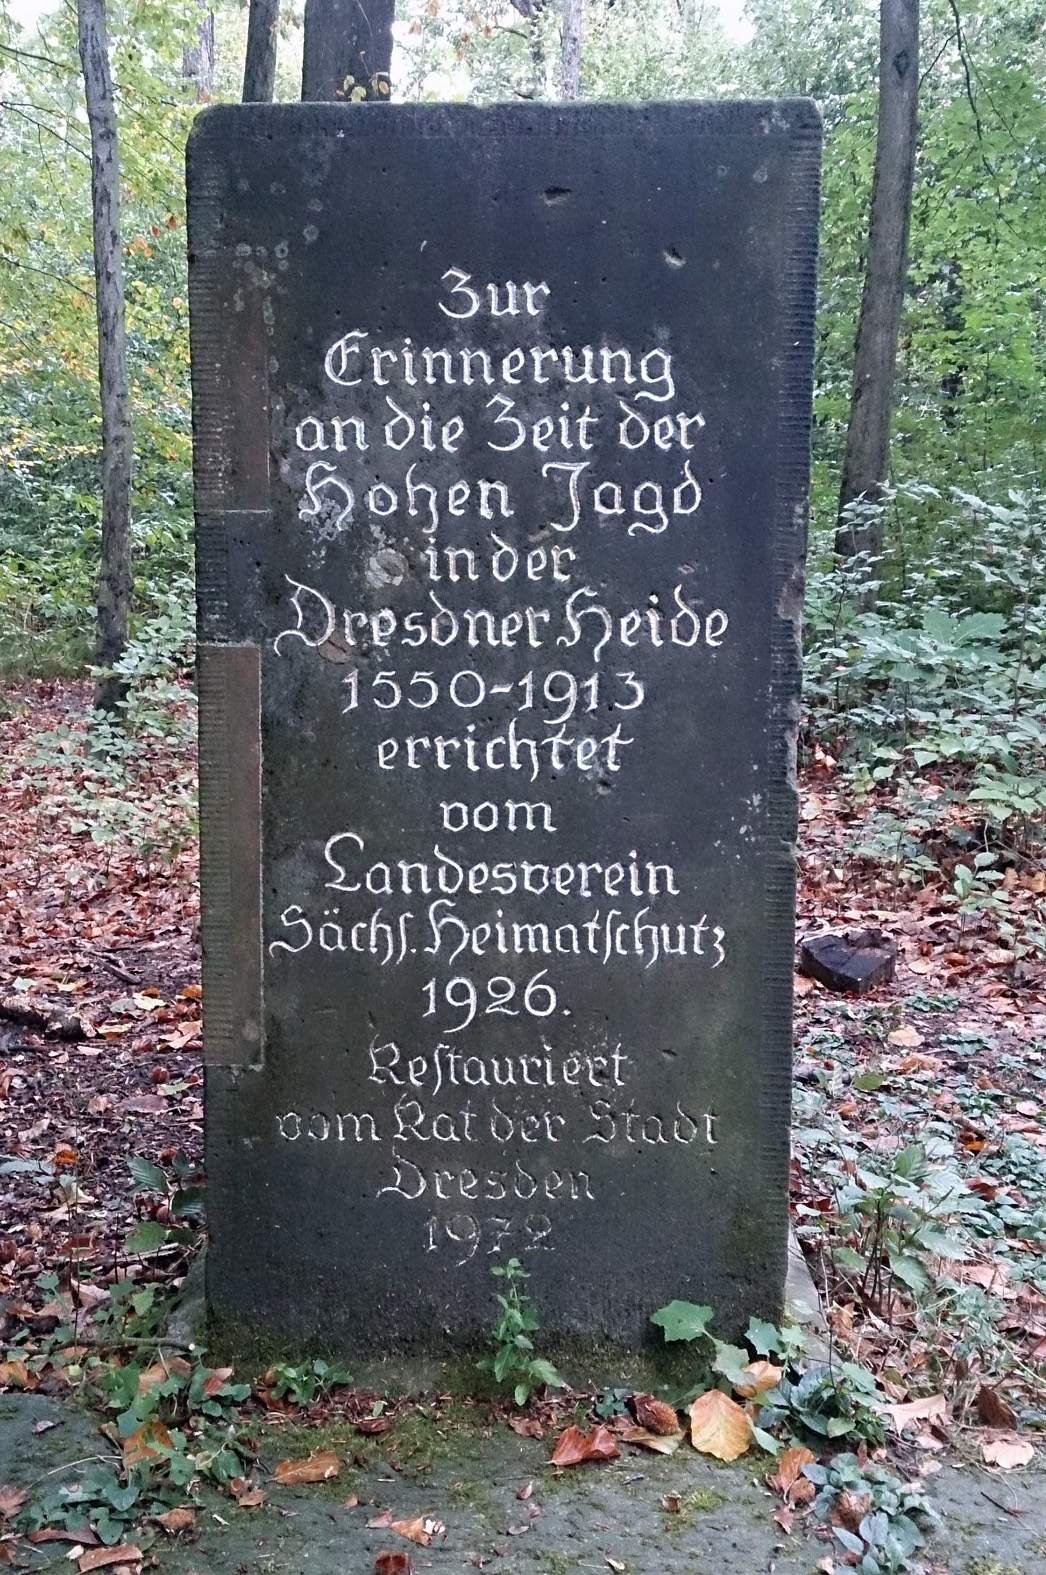 Zur
Erinnerung
an die Zeit der
Hohen Jagd
in der
Dresdner Heide
1550-1913
errichtet
vom
Landesverein
Sächſ. Heimatſchutz
1926.
Reſtauriert
vom Rat der Stadt
Dresden
1972